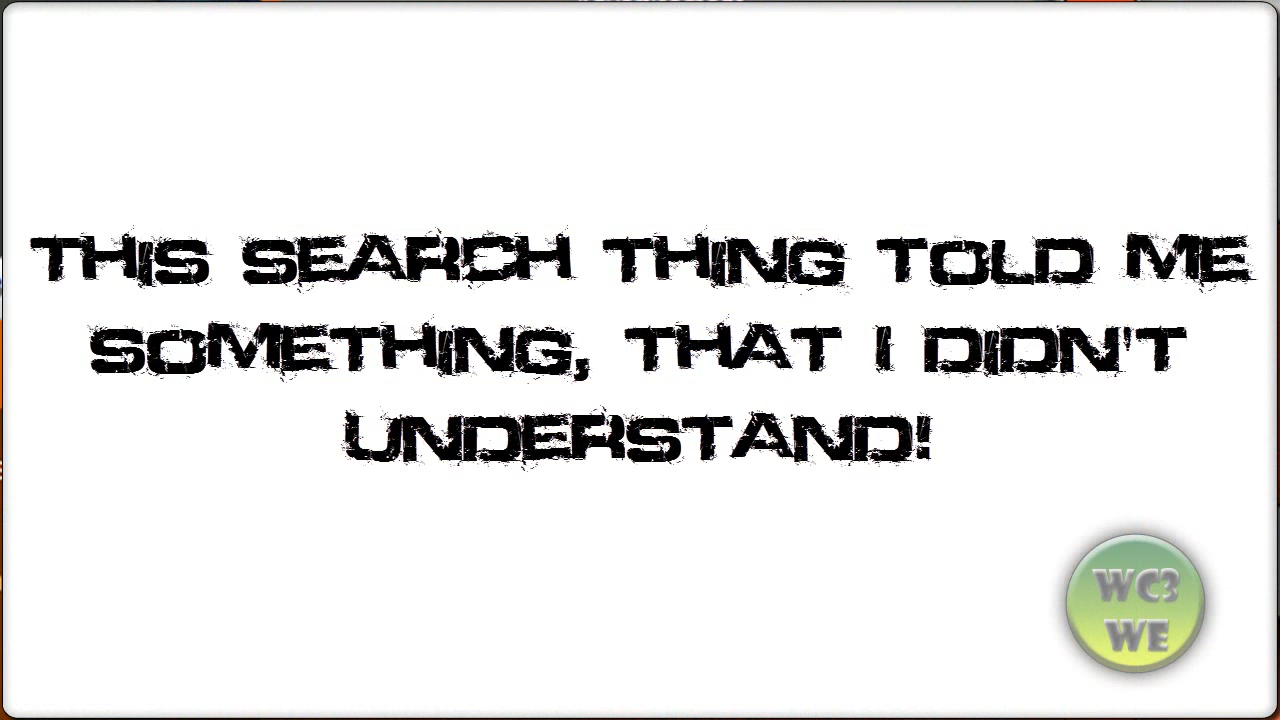 THIS SEARCH THING TOLD ME
SOMETHING, THAT I DIDN'T
UNDERSTAND!
WC3
WE